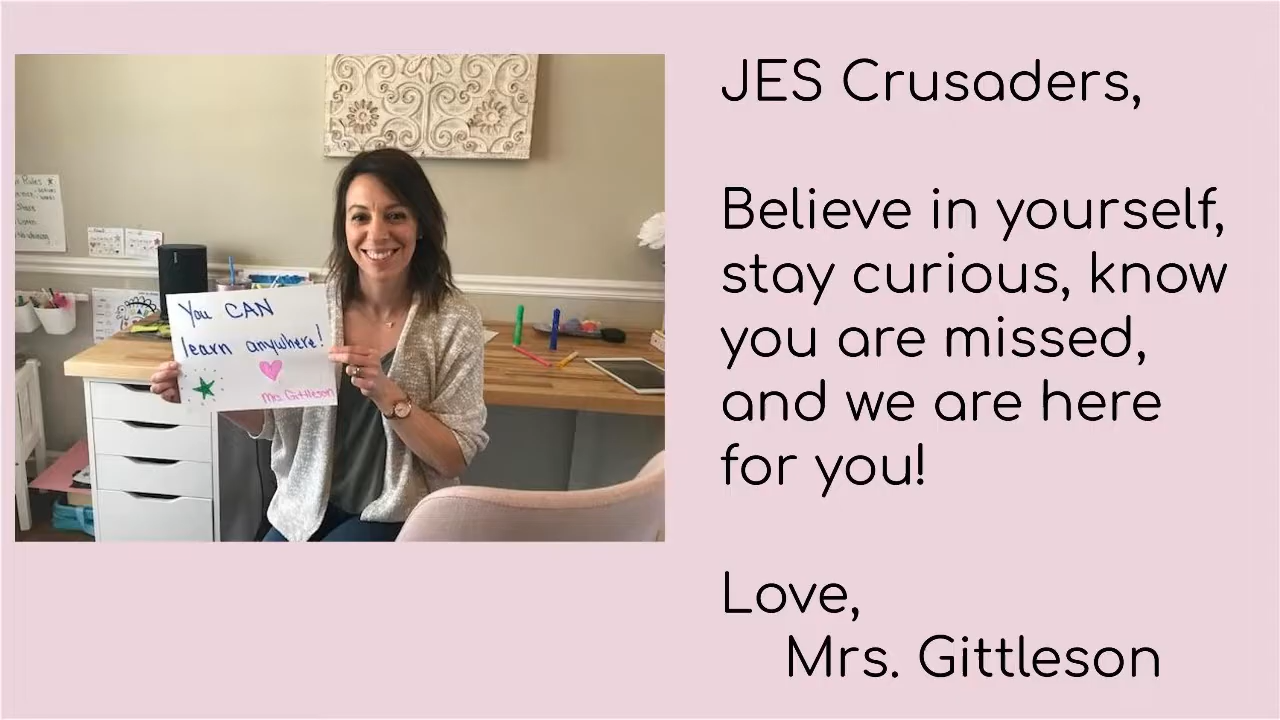 JES Crusaders,
Believe in yourself,
stay curious, know
you are missed,
and we are here
for you!
Love,
Mrs. Gittleson
You CAN
learn anywhere!
Mrs. Gittleson
Rules